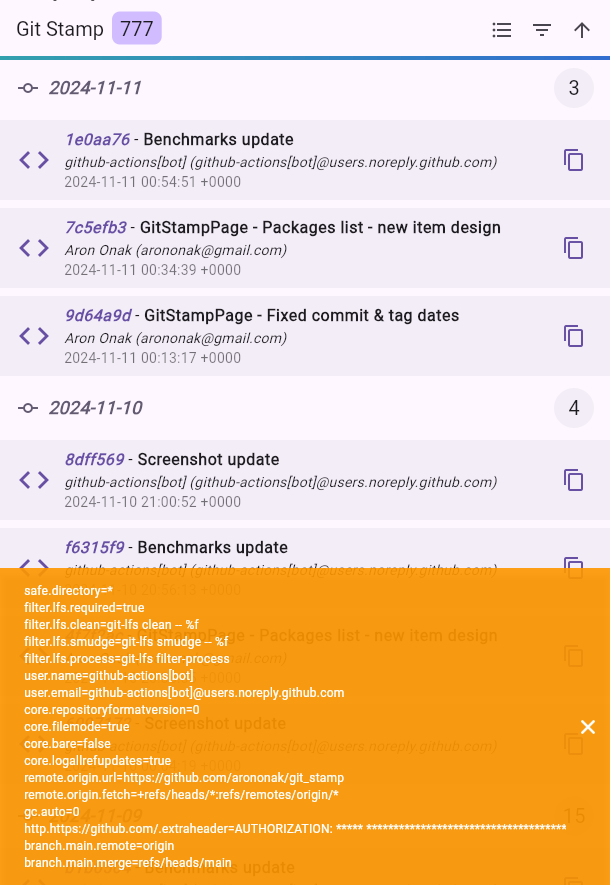 Git Stamp 777
2024-11-11 3
1e0aa76 - Benchmarks update
github-actions[bot] (github-actions[bot]@users.noreply.github.com)
2024-11-11 00:54:51 +0000
7c5efb3 - GitStampPage - Packages list - new item design
Aron Onak (arononak@gmail.com)
2024-11-11 00:34:39 +0000
9d64a9d - GitStampPage - Fixed commit & tag dates
Aron Onak (arononak@gmail.com)
2024-11-11 00:13:17 +0000
2024-11-10 4
8dff569 - Screenshot update
github-actions[bot] (github-actions[bot]@users.noreply.github.com)
2024-11-10 21:00:52 +0000
f6315f9 - Benchmarks update
github-actions[bot] (github-actions[bot]@users.noreply.github.com)
safe.directory=*
filter.lfs.required=true
filter.lfs.clean=git-lfs clean -- %f
filter.lfs.smudge=git-lfs smudge -- %f
GitStampPage - Packages list - new item design
filter.lfs.process=git-lfs filter-process
user.name=github-actions[bot]
user.email=github-actions[bot]@users.noreply.github.com
core.repositoryformatversion=0
core.filemode=true
Screenshot update
core.bare=false
core.logallrefupdates=true
remote.origin.url=https://github.com/arononak/git_stamp
remote.origin.fetch=+refs/heads/*:refs/remotes/origin/*
gc.auto=0
-11-09 15
http.https://github.com/.extraheader=AUTHORIZATION: ***** **********************************
branch.main.remote=origin
branch.main.merge=refs/heads/main
update